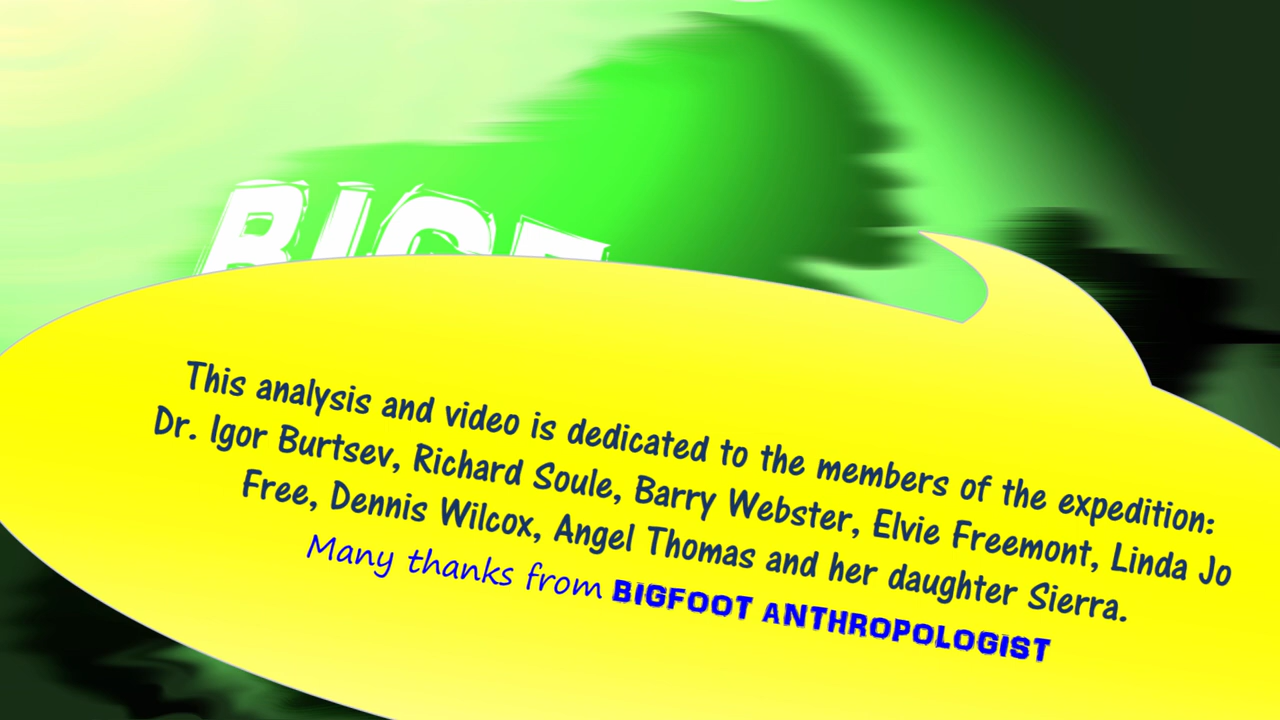 BIGF
This analysis and video is dedicated to the members of the expedition:
Dr. Igor Burtsev, Richard Soule, Barry Webster, Elvie Freemont, Linda Jo
Free, Dennis Wilcox, Angel Thomas and her daughter Sierra.
Many thanks from BIGFOOT ANTHROPOLOGIST